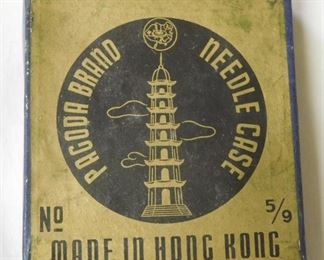 PAGODA BRAND NEEDLE CASE
No 5/9
MADE IN HONG KONG